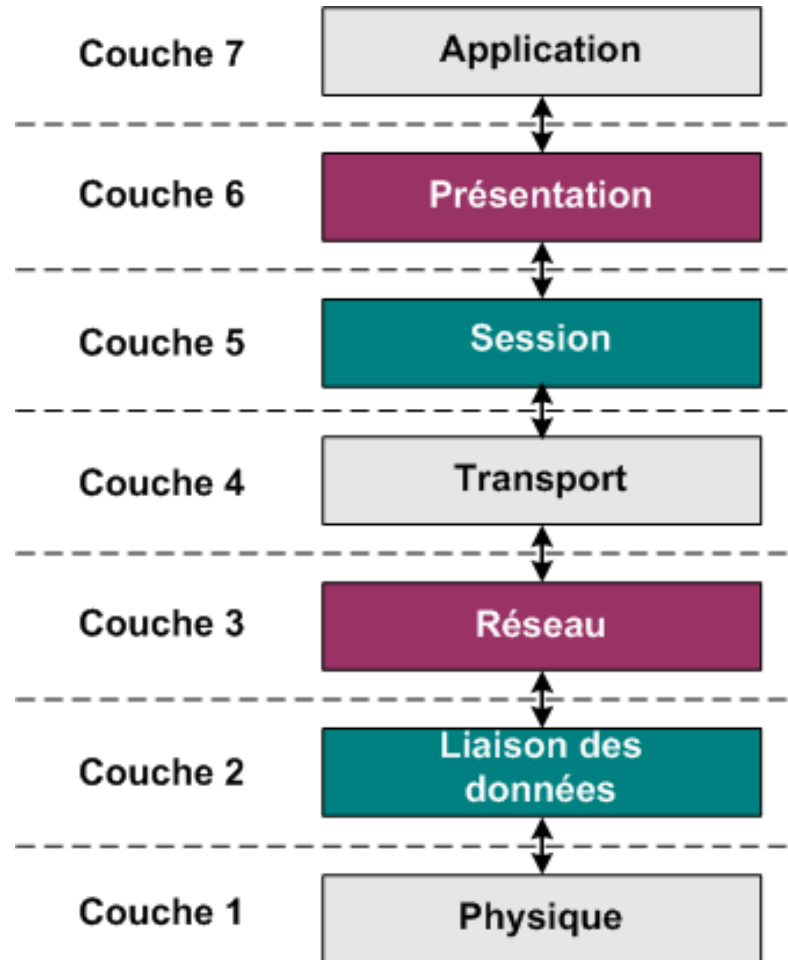 Couche 7
Application
Couche 6
Présentation
Couche 5
Session
Couche 4
Transport
Couche 3
Réseau
Couche 2
Liaison des
données
Couche 1
Physique